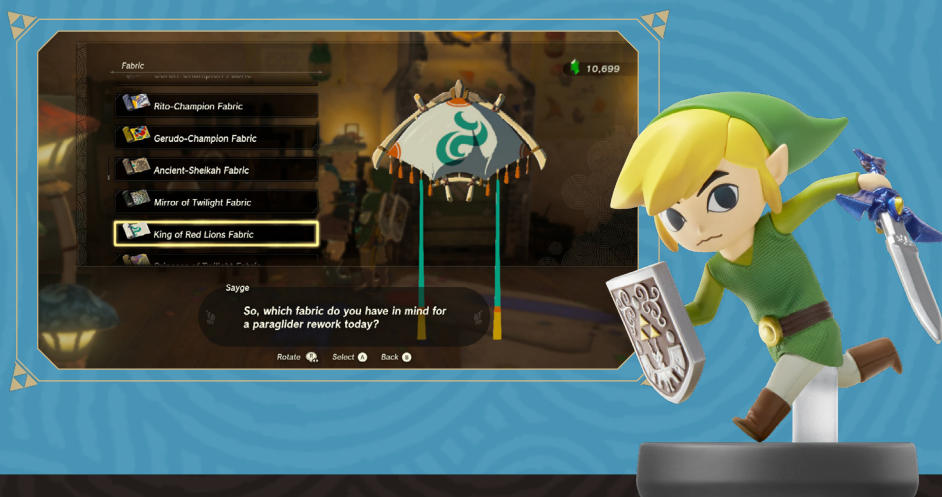 Fabric
10,699
Rito-Champion Fabric
Gerudo-Champion Fabric
Ancient-Sheikah Fabric
Mirror of Twilight Fabric
King of Red Lions Fabric
Sayge
So, which fabric do you have in mind for
a paraglider rework today?
Rotate R Select A Back B